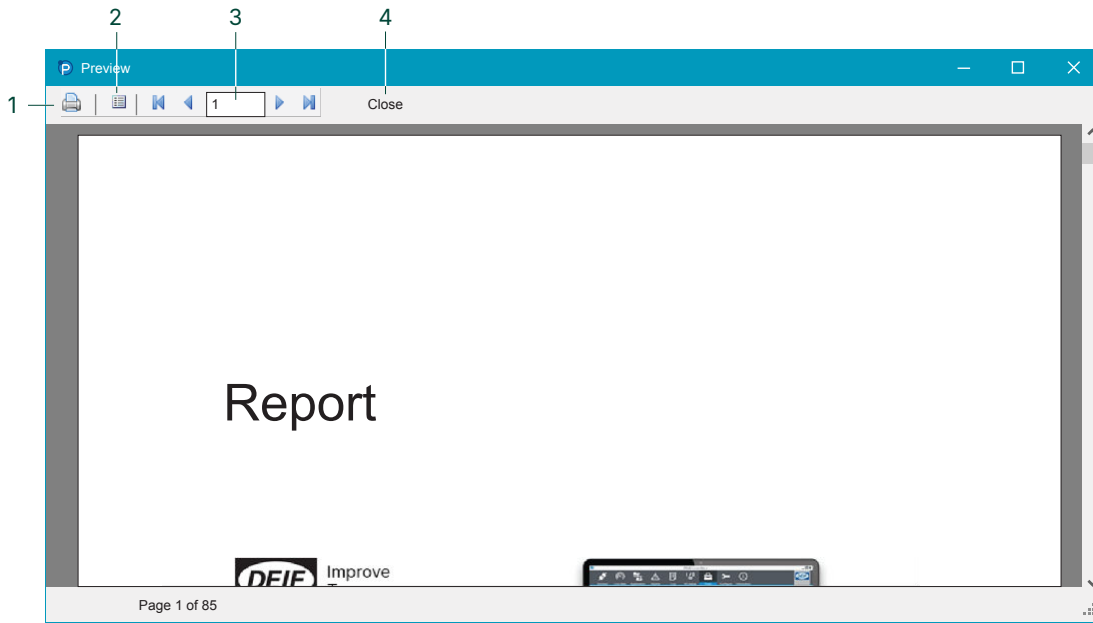 2 3 4
Preview
1
1 Close
Report
DEIF Improve
Page 1 of 85